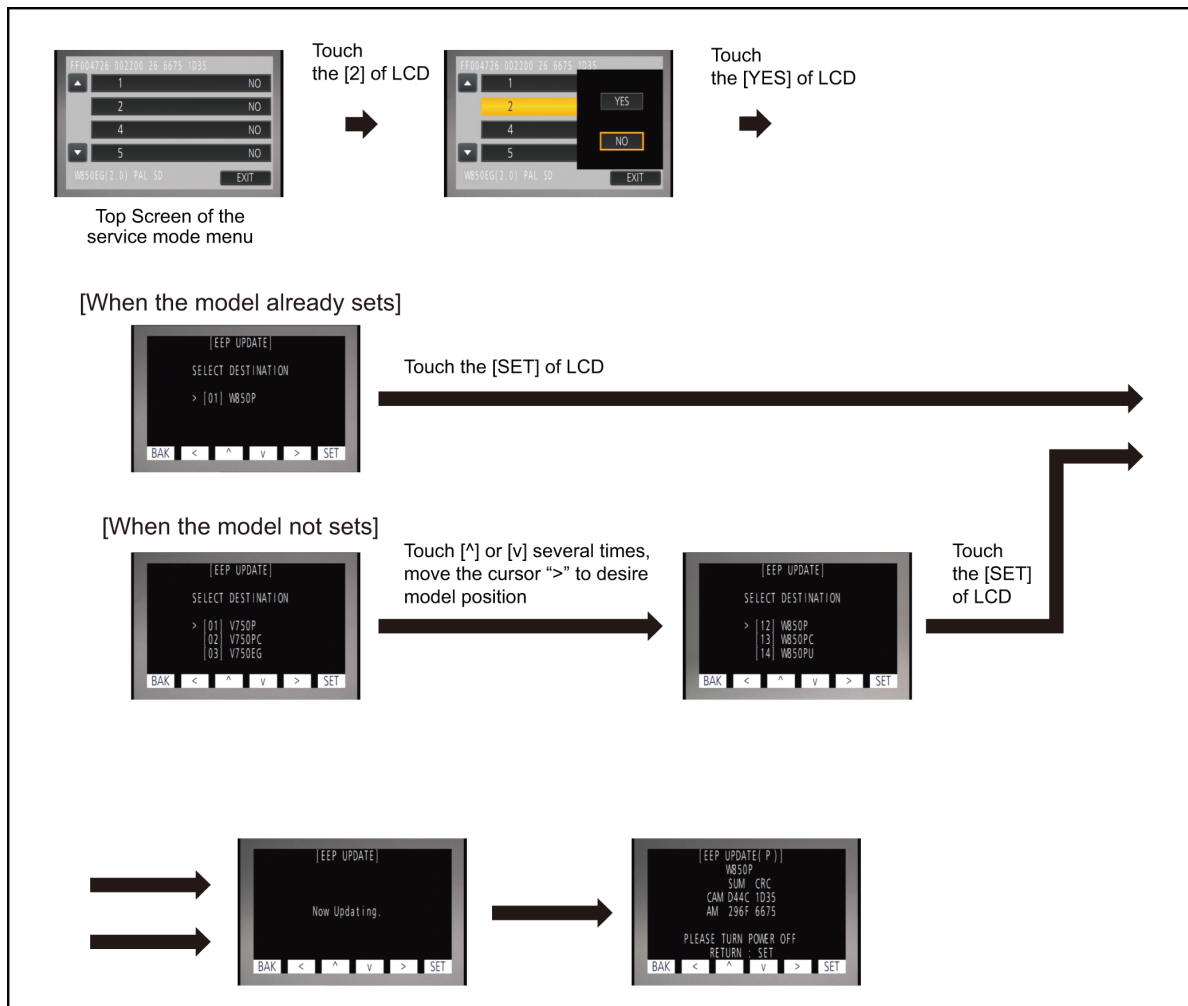 FF004726 002200 26 6675 1D35
1 NO
2 NO
4 NO
5 NO
W850EG(2.0) PAL SD EXIT
Top Screen of the
service mode menu
Touch
the [2] of LCD
FF004726 002200 26 6675 1D35
1
2
4
5
YES
NO
W850EG(2.0) PAL SD EXIT
Touch
the [YES] of LCD
[When the model already sets]
[EEP UPDATE]
SELECT DESTINATION
> [01] W850P
BAK < ^ v > SET
Touch the [SET] of LCD
[When the model not sets]
[EEP UPDATE]
SELECT DESTINATION
> [01] V750P
[02] V750PC
[03] V750EG
BAK < ^ v > SET
Touch [^] or [v] several times,
move the cursor “>” to desire
model position
[EEP UPDATE]
SELECT DESTINATION
> [12] W850P
[13] W850PC
[14] W850PU
BAK < ^ v > SET
Touch
the [SET]
of LCD
[EEP UPDATE]
Now Updating.
BAK < ^ v > SET
[EEP UPDATE( P )]
W850P
SUM CRC
CAM D44C 1D35
AM 296F 6675
PLEASE TURN POWER OFF
RETURN : SET
BAK < ^ v > SET